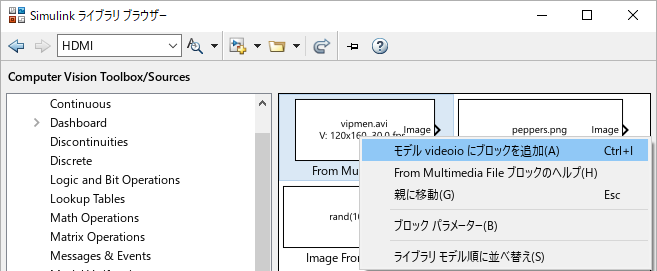 Simulink ライブラリ ブラウザー
HDMI
Computer Vision Toolbox/Sources
Continuous
Dashboard
Discontinuities
Discrete
Logic and Bit Operations
Lookup Tables
Math Operations
Matrix Operations
Messages & Events
vipmen.avi
V: 120x160, 30.0 fps
Image
From Mu
peppers.png
Image
rand(10
Image From
モデル videoio にブロックを追加(A) Ctrl+I
From Multimedia File ブロックのヘルプ(H)
親に移動(G) Esc
ブロック パラメーター(B)
ライブラリ モデル順に並べ替え(S)